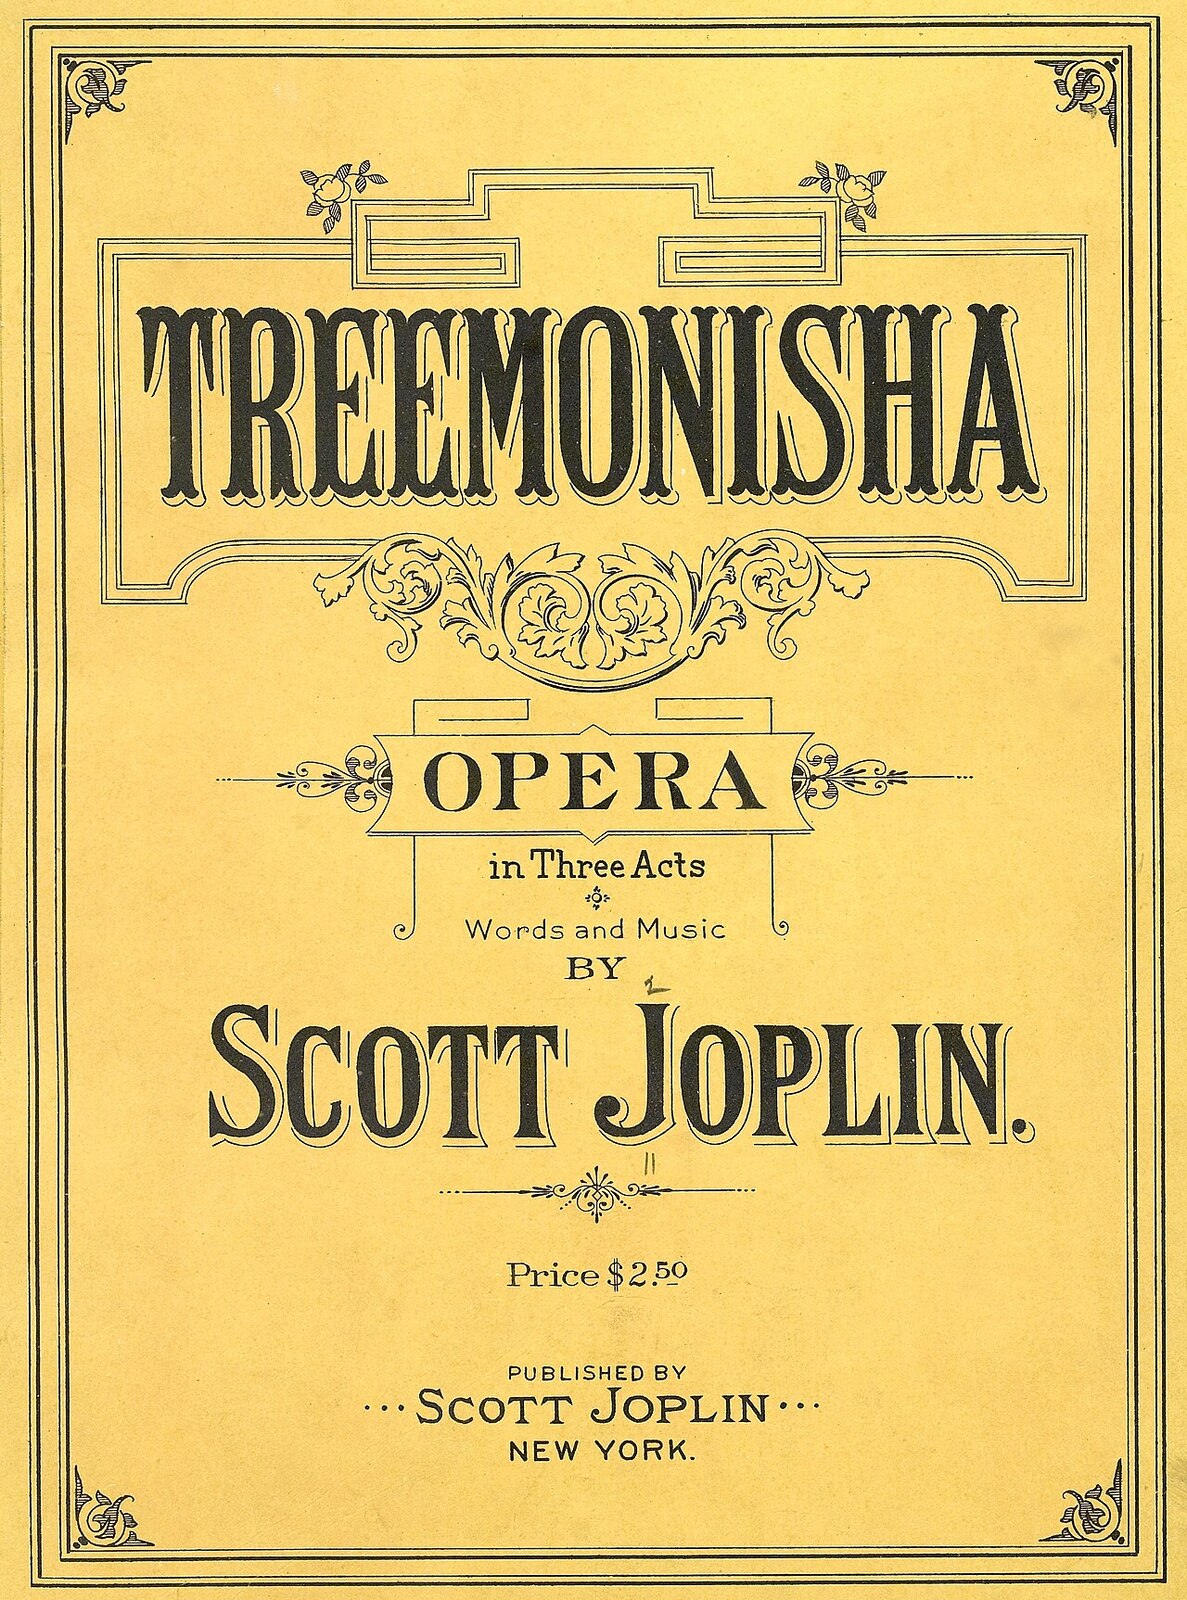 TREEMONISHA
OPERA
in Three Acts
Words and Music
BY
SCOTT JOPLIN.
Price $2.50
PUBLISHED BY
···SCOTT JOPLIN···
NEW YORK.